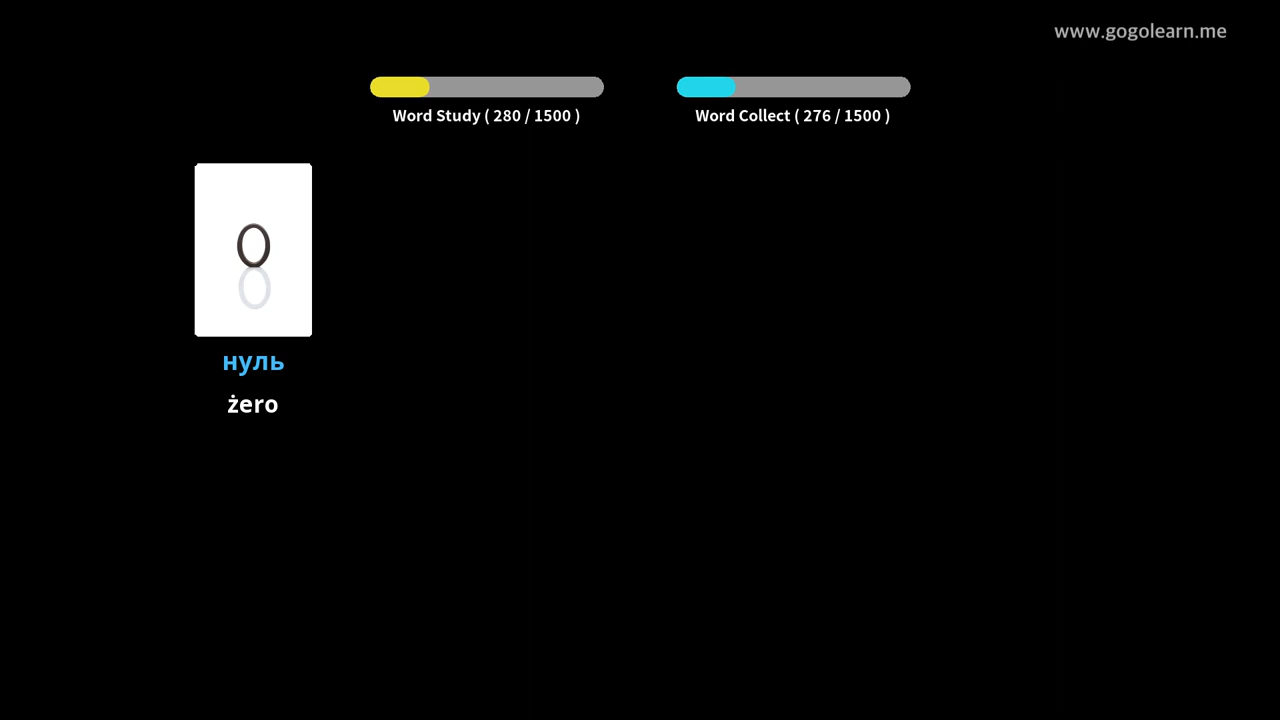 www.gogolearn.me
Word Study ( 280 / 1500 )
Word Collect ( 276 / 1500 )
0
нуль
żero